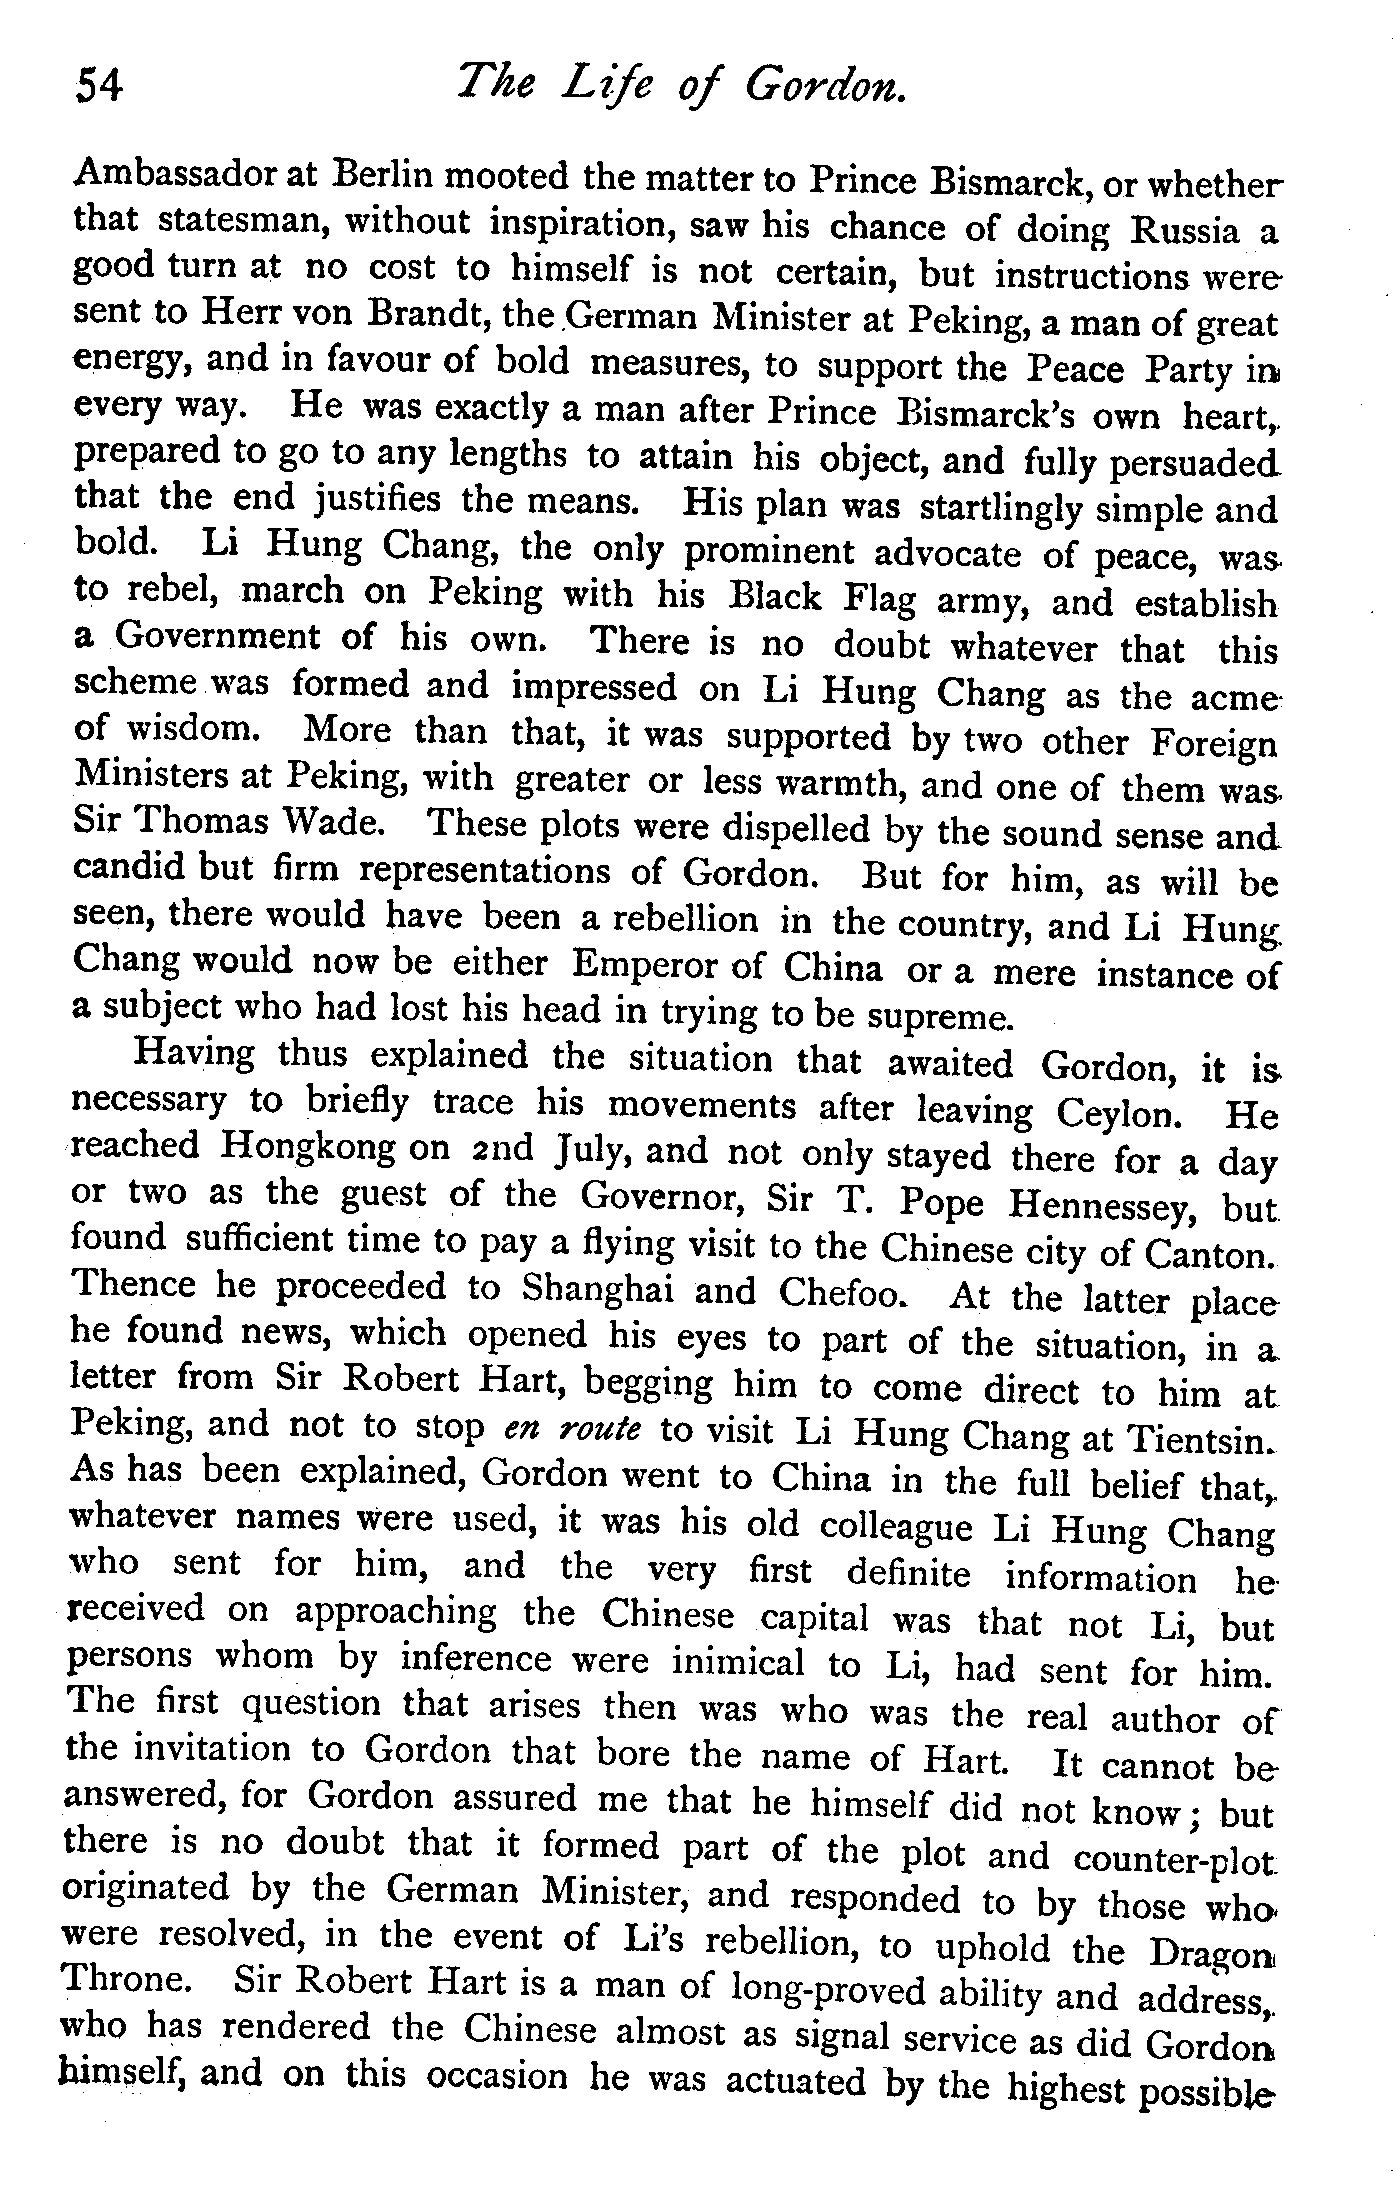 54 The Life of Gordon.
Ambassador at Berlin mooted the matter to Prince Bismarck, or whether
that statesman, without inspiration, saw his chance of doing Russia a
good turn at no cost to himself is not certain, but instructions were
sent to Herr von Brandt, the German Minister at Peking, a man of great
energy, and in favour of bold measures, to support the Peace Party in
every way. He was exactly a man after Prince Bismarck's own heart,
prepared to go to any lengths to attain his object, and fully persuaded
that the end justifies the means. His plan was startlingly simple and
bold. Li Hung Chang, the only prominent advocate of peace, was
to rebel, march on Peking with his Black Flag army, and establish
a Government of his own. There is no doubt whatever that this
scheme was formed and impressed on Li Hung Chang as the acme
of wisdom. More than that, it was supported by two other Foreign
Ministers at Peking, with greater or less warmth, and one of them was
Sir Thomas Wade. These plots were dispelled by the sound sense and
candid but firm representations of Gordon. But for him, as will be
seen, there would have been a rebellion in the country, and Li Hung
Chang would now be either Emperor of China or a mere instance of
a subject who had lost his head in trying to be supreme.
Having thus explained the situation that awaited Gordon, it is
necessary to briefly trace his movements after leaving Ceylon. He
reached Hongkong on 2nd July, and not only stayed there for a day
or two as the guest of the Governor, Sir T. Pope Hennessey, but
found sufficient time to pay a flying visit to the Chinese city of Canton.
Thence he proceeded to Shanghai and Chefoo. At the latter place
he found news, which opened his eyes to part of the situation, in a
letter from Sir Robert Hart, begging him to come direct to him at
Peking, and not to stop en route to visit Li Hung Chang at Tientsin.
As has been explained, Gordon went to China in the full belief that,
whatever names were used, it was his old colleague Li Hung Chang
who sent for him, and the very first definite information he
received on approaching the Chinese capital was that not Li, but
persons whom by inference were inimical to Li, had sent for him.
The first question that arises then was who was the real author of
the invitation to Gordon that bore the name of Hart. It cannot be
answered, for Gordon assured me that he himself did not know; but
there is no doubt that it formed part of the plot and counter-plot
originated by the German Minister, and responded to by those who
were resolved, in the event of Li's rebellion, to uphold the Dragon
Throne. Sir Robert Hart is a man of long-proved ability and address,
who has rendered the Chinese almost as signal service as did Gordon
himself, and on this occasion he was actuated by the highest possible